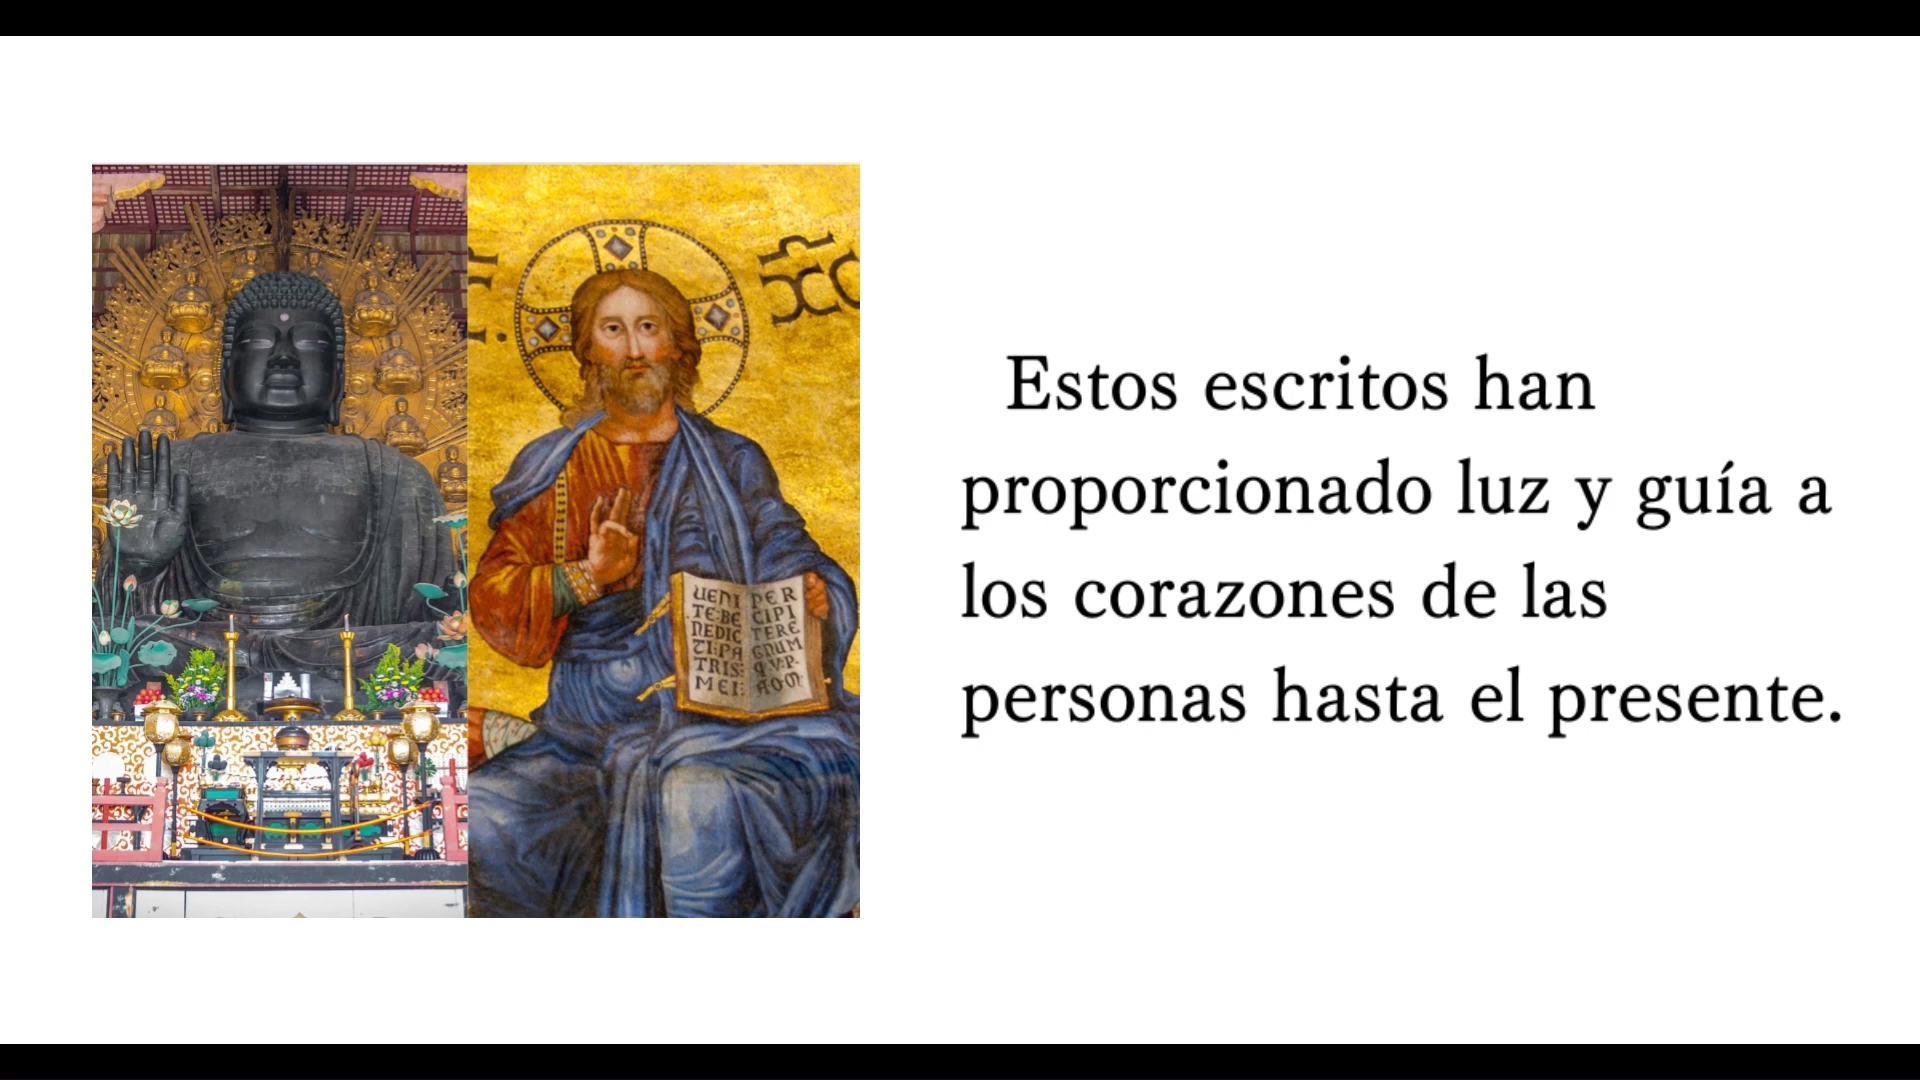 Estos escritos han
proporcionado luz y guía a
los corazones de las
personas hasta el presente.
UENI
TE:BE
NEDIC
TI:PA
TRIS:
MEI:
PER
CIPI
TERE